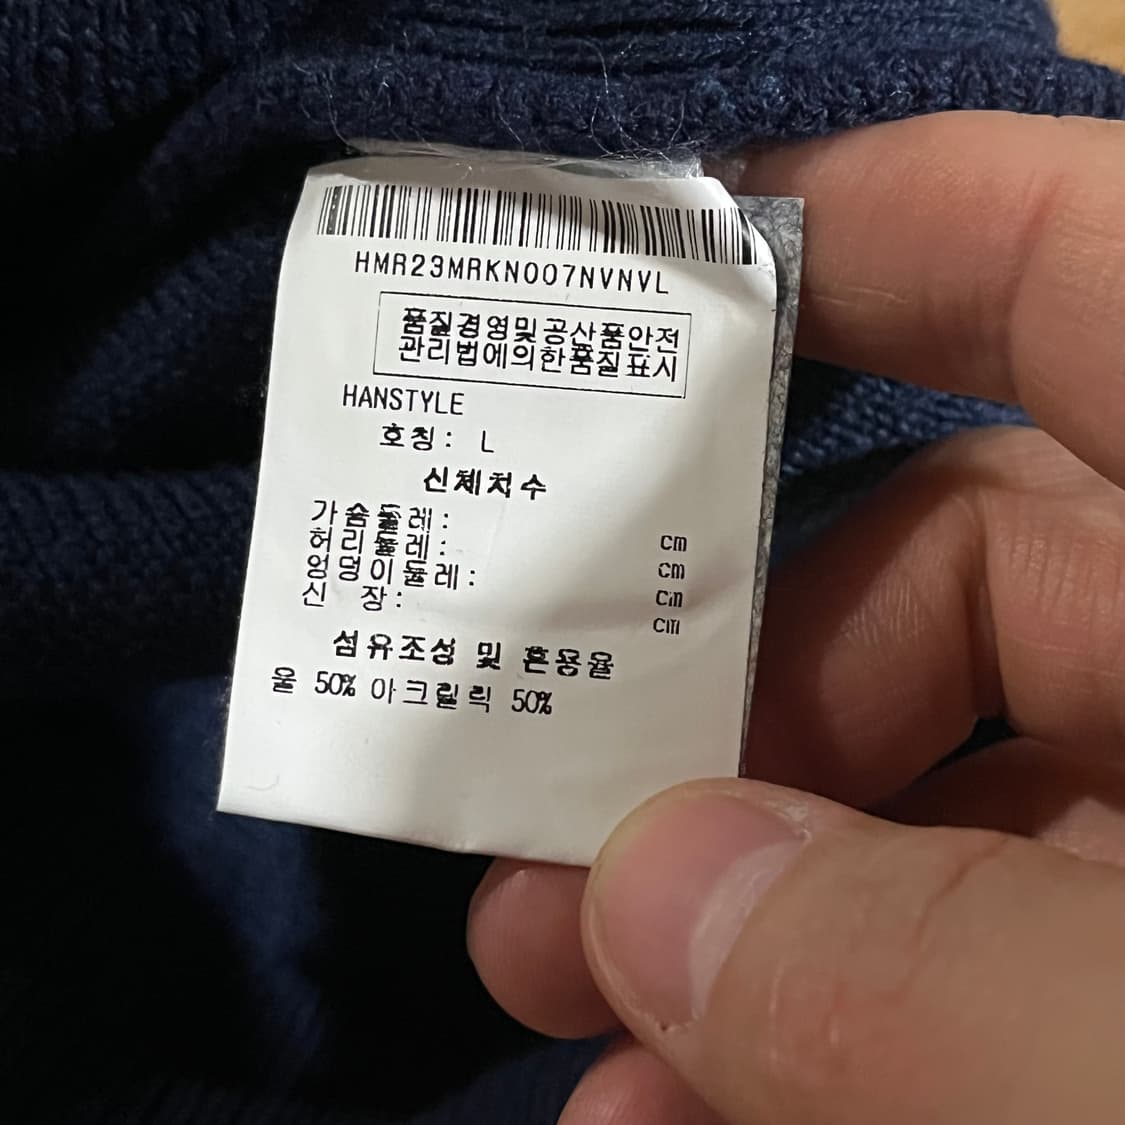 HMR23MRKN007NVNVL
품질경영및공산품안전
관리법에의한품질표시
HANSTYLE
호칭: L
신체처수
가슴둘레: cm
허리둘레: cm
엉덩이둘레: cm
신 장: cm
섬유조성 및 혼용율
울 50% 아크릴릭 50%